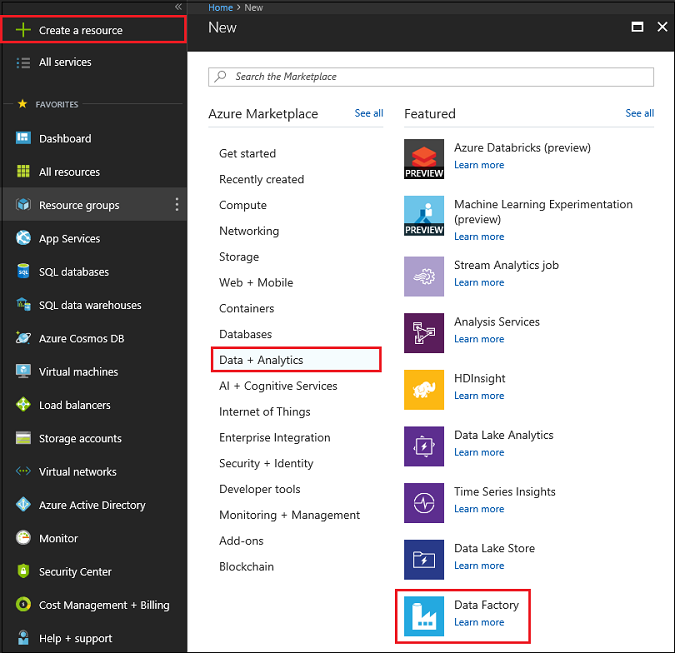 «
Create a resource
All services
FAVORITES
Dashboard
All resources
Resource groups
App Services
SQL databases
SQL data warehouses
Azure Cosmos DB
Virtual machines
Load balancers
Storage accounts
Virtual networks
Azure Active Directory
Monitor
Security Center
Cost Management + Billing
Help + support
Home > New
New
Search the Marketplace
Azure Marketplace
See all
Get started
Recently created
Compute
Networking
Storage
Web + Mobile
Containers
Databases
Data + Analytics
AI + Cognitive Services
Internet of Things
Enterprise Integration
Security + Identity
Developer tools
Monitoring + Management
Add-ons
Blockchain
Featured
See all
PREVIEW
Azure Databricks (preview)
Learn more
PREVIEW
Machine Learning Experimentation
(preview)
Learn more
Stream Analytics job
Learn more
Analysis Services
Learn more
HDInsight
Learn more
Data Lake Analytics
Learn more
Time Series Insights
Learn more
Data Lake Store
Learn more
Data Factory
Learn more